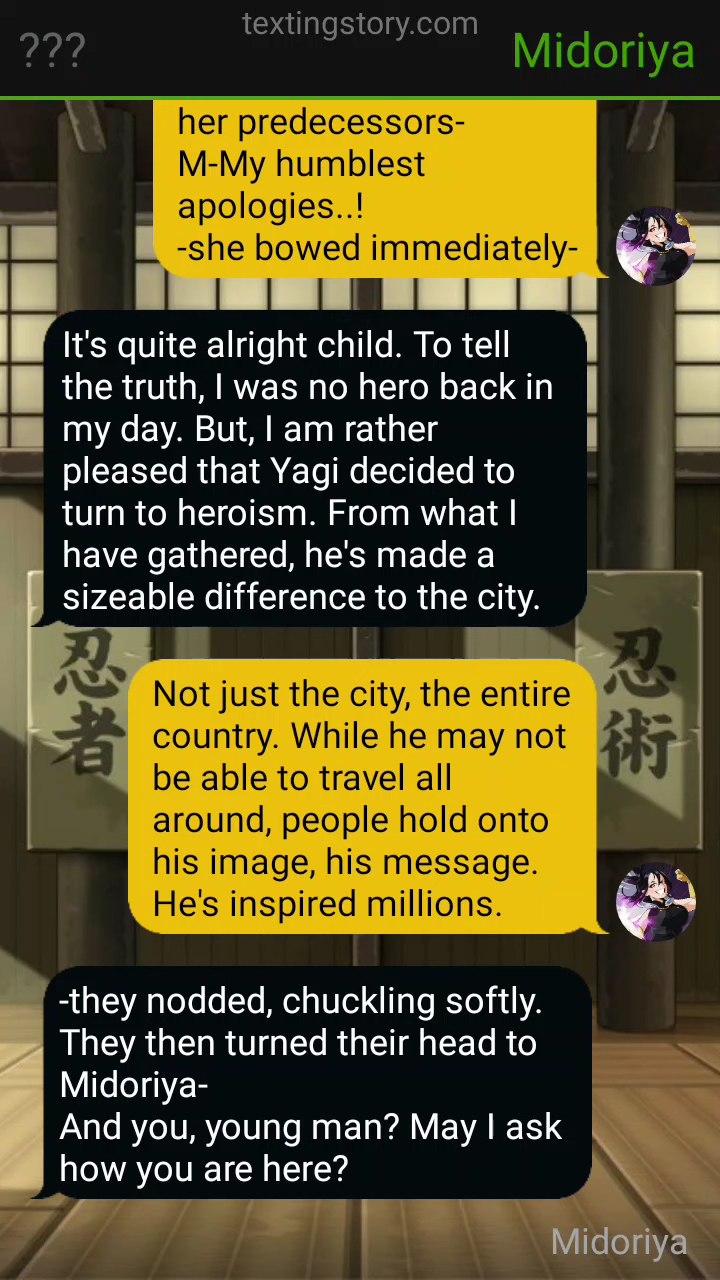 textingstory.com
???
Midoriya
her predecessors-
M-My humblest
apologies..!
-she bowed immediately-
It's quite alright child. To tell
the truth, I was no hero back in
my day. But, I am rather
pleased that Yagi decided to
turn to heroism. From what I
have gathered, he's made a
sizeable difference to the city.
忍者
忍術
Not just the city, the entire
country. While he may not
be able to travel all
around, people hold onto
his image, his message.
He's inspired millions.
-they nodded, chuckling softly.
They then turned their head to
Midoriya-
And you, young man? May I ask
how you are here?
Midoriya